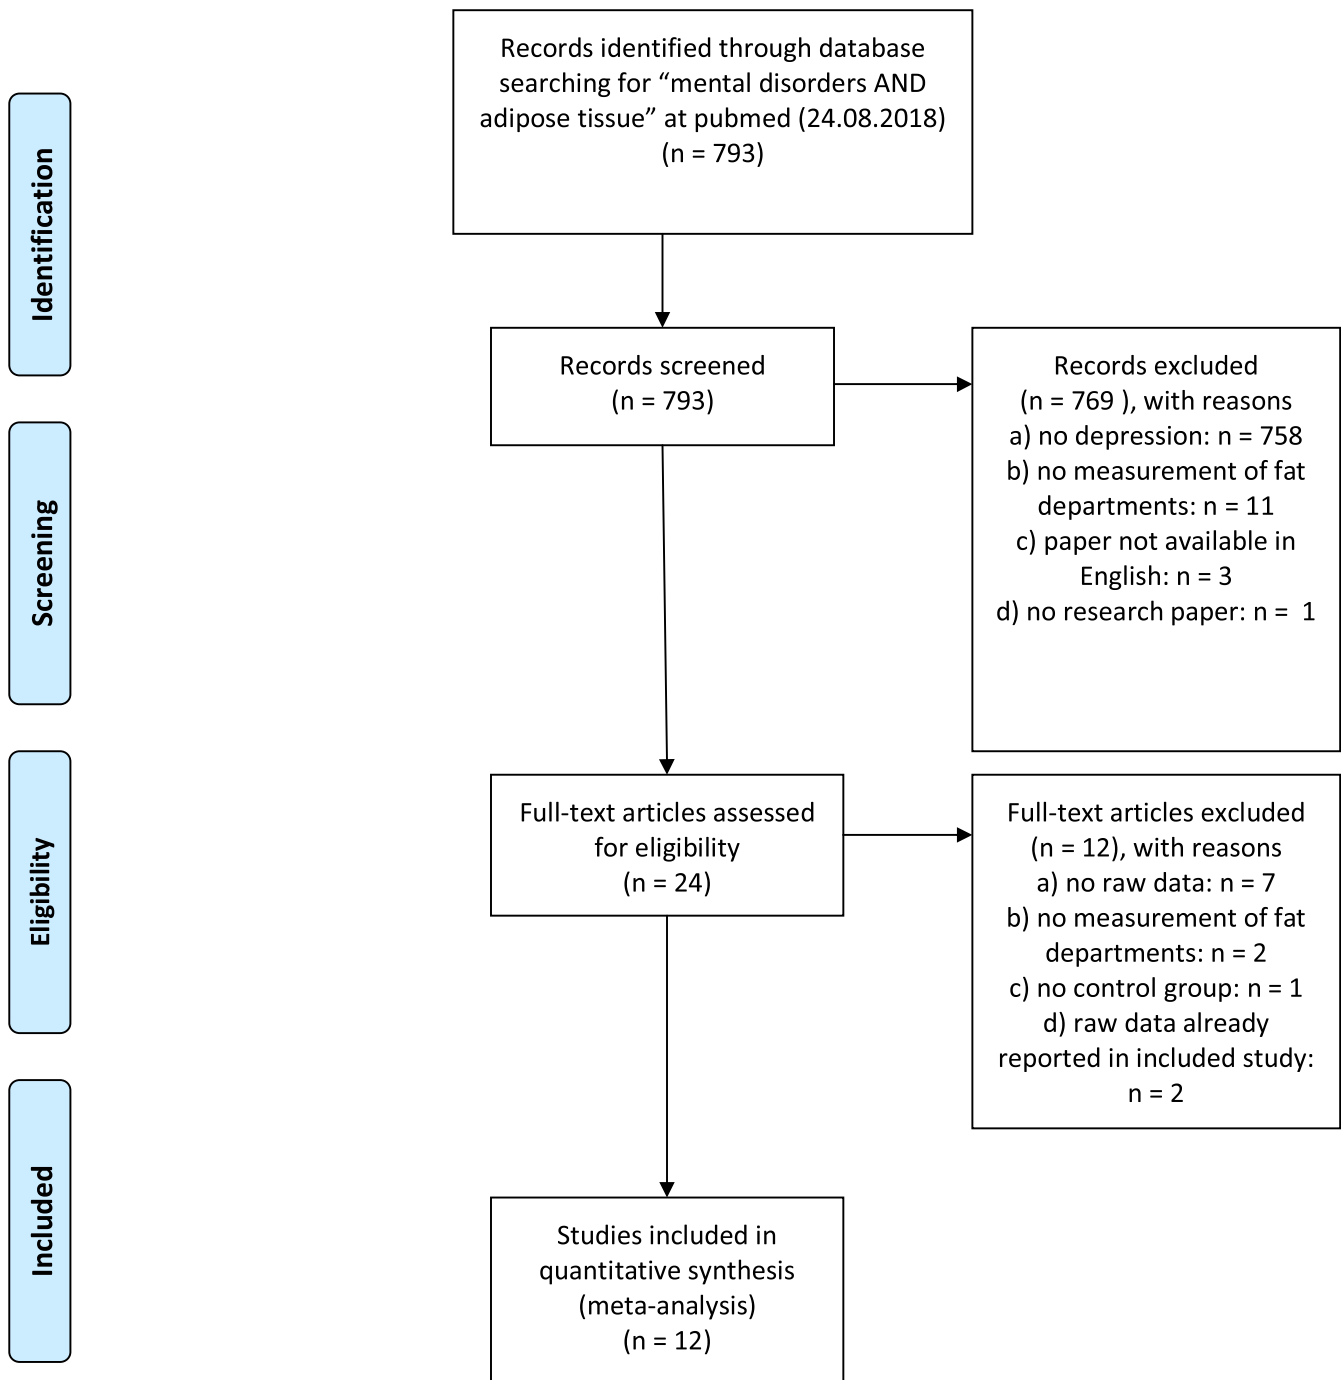 Records identified through database
searching for “mental disorders AND
adipose tissue” at pubmed (24.08.2018)
(n = 793)
Identification
Records screened
(n = 793)
Records excluded
(n = 769 ), with reasons
a) no depression: n = 758
b) no measurement of fat
departments: n = 11
c) paper not available in
English: n = 3
d) no research paper: n =  1
Screening
Full-text articles assessed
for eligibility
(n = 24)
Full-text articles excluded
(n = 12), with reasons
a) no raw data: n = 7
b) no measurement of fat
departments: n = 2
c) no control group: n = 1
d) raw data already
reported in included study:
n = 2
Eligibility
Studies included in
quantitative synthesis
(meta-analysis)
(n = 12)
Included